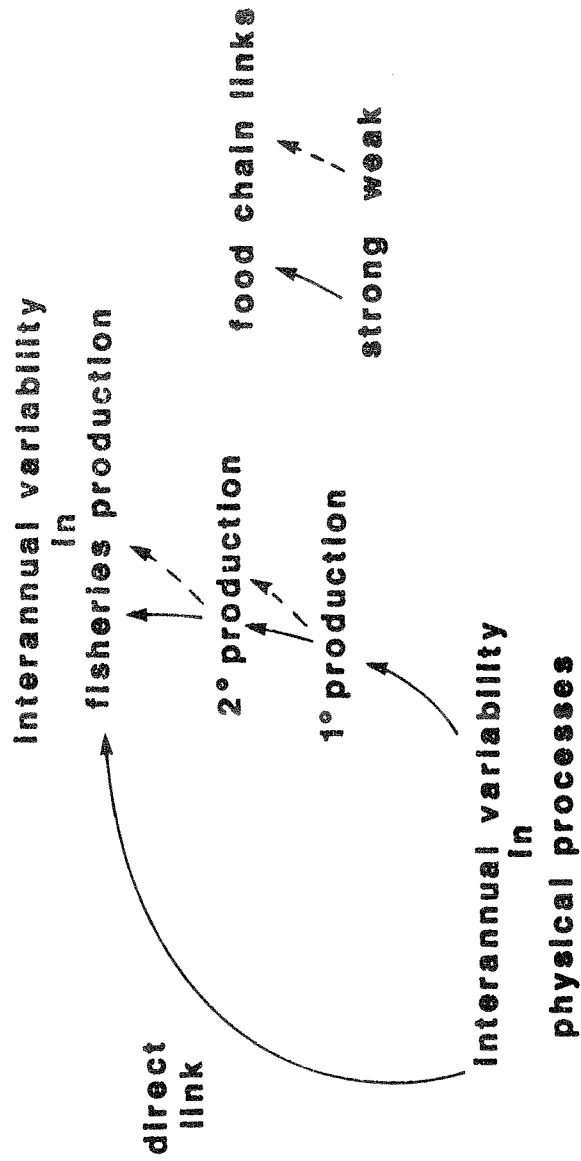 Interannual variability
in
fisheries production
direct
link
2° production
1° production
Interannual variability
in
physical processes
food chain links
strong weak